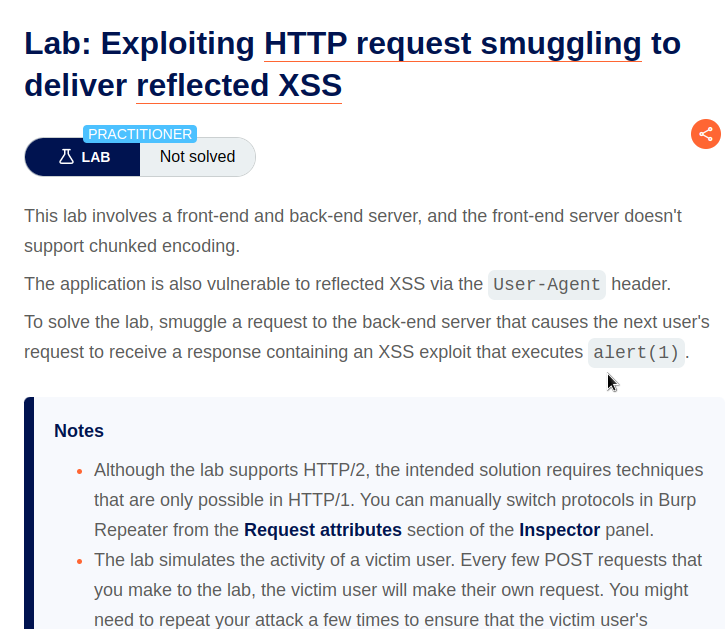 Lab: Exploiting HTTP request smuggling to
deliver reflected XSS
PRACTITIONER
LAB
Not solved
This lab involves a front-end and back-end server, and the front-end server doesn't
support chunked encoding.
The application is also vulnerable to reflected XSS via the User-Agent header.
To solve the lab, smuggle a request to the back-end server that causes the next user's
request to receive a response containing an XSS exploit that executes alert(1).
Notes
Although the lab supports HTTP/2, the intended solution requires techniques
that are only possible in HTTP/1. You can manually switch protocols in Burp
Repeater from the Request attributes section of the Inspector panel.
The lab simulates the activity of a victim user. Every few POST requests that
you make to the lab, the victim user will make their own request. You might
need to repeat your attack a few times to ensure that the victim user's